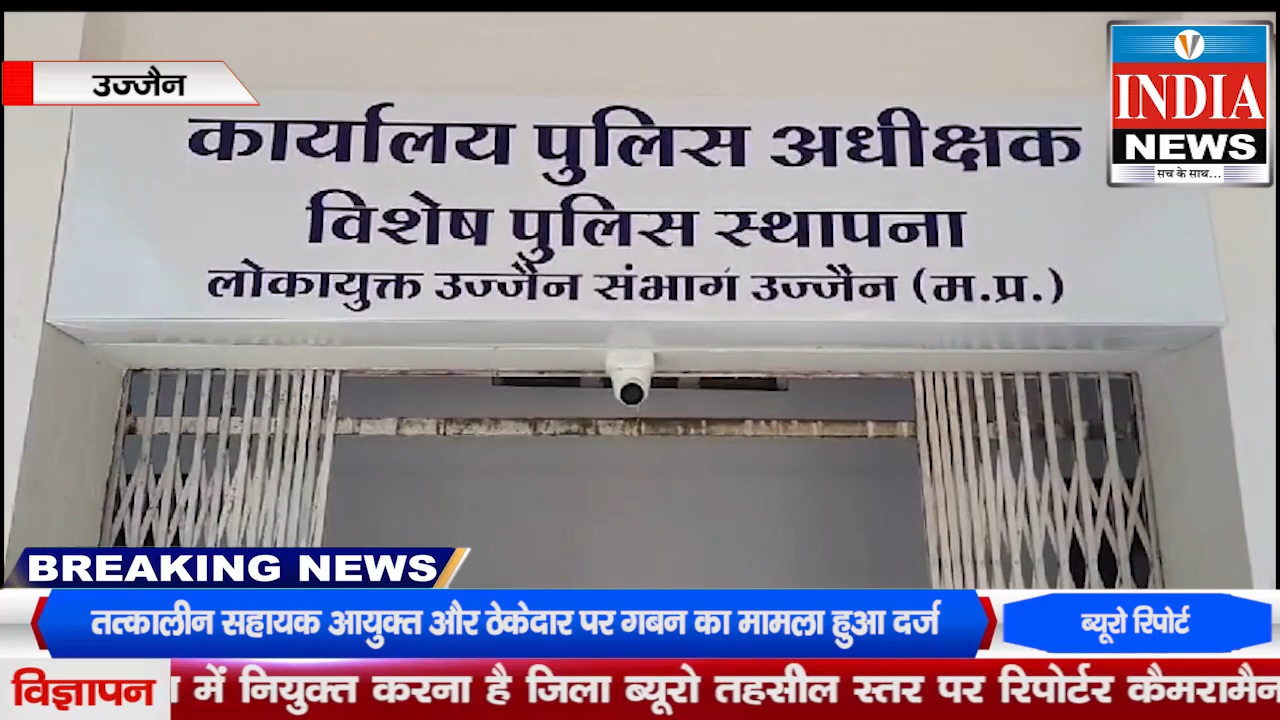 उज्जैन
INDIA
NEWS
सच के साथ...
कार्यालय पुलिस अधीक्षक
विशेष पुलिस स्थापना
लोकायुक्त उज्जैन संभाग उज्जैन (म.प्र.)
BREAKING NEWS
तत्कालीन सहायक आयुक्त और ठेकेदार पर गबन का मामला हुआ दर्ज
ब्यूरो रिपोर्ट
विज्ञापन
में नियुक्त करना है जिला ब्यूरो तहसील स्तर पर रिपोर्टर कैमरामैन